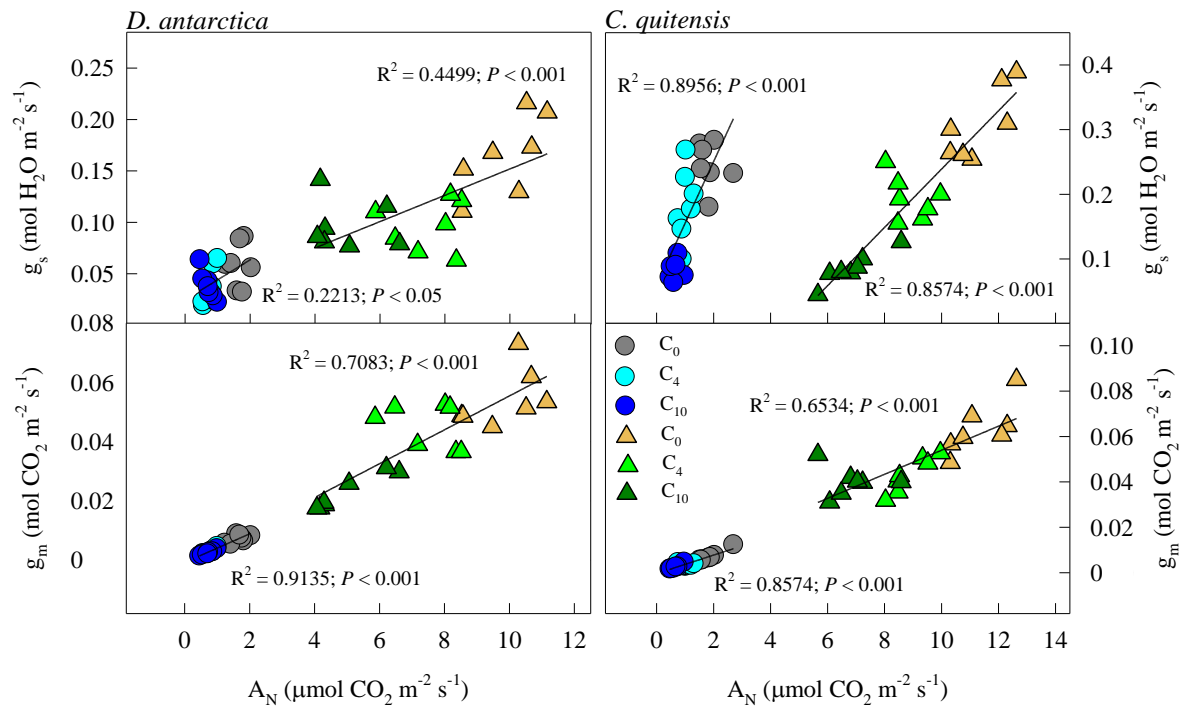 D. antarctica
C. quitensis
0.25
0.20
0.15
0.10
0.05
0.08
g_s (mol H₂O m⁻² s⁻¹)
R² = 0.4499; P < 0.001
R² = 0.2213; P < 0.05
R² = 0.8956; P < 0.001
R² = 0.8574; P < 0.001
0.4
0.3
0.2
0.1
g_s (mol H₂O m⁻² s⁻¹)
0.06
0.04
0.02
0
g_m (mol CO₂ m⁻² s⁻¹)
R² = 0.7083; P < 0.001
R² = 0.9135; P < 0.001
C₀
C₄
C₁₀
C₀
C₄
C₁₀
R² = 0.6534; P < 0.001
R² = 0.8574; P < 0.001
0.10
0.08
0.06
0.04
0.02
0
g_m (mol CO₂ m⁻² s⁻¹)
0 2 4 6 8 10 12
0 2 4 6 8 10 12 14
A_N (μmol CO₂ m⁻² s⁻¹)
A_N (μmol CO₂ m⁻² s⁻¹)